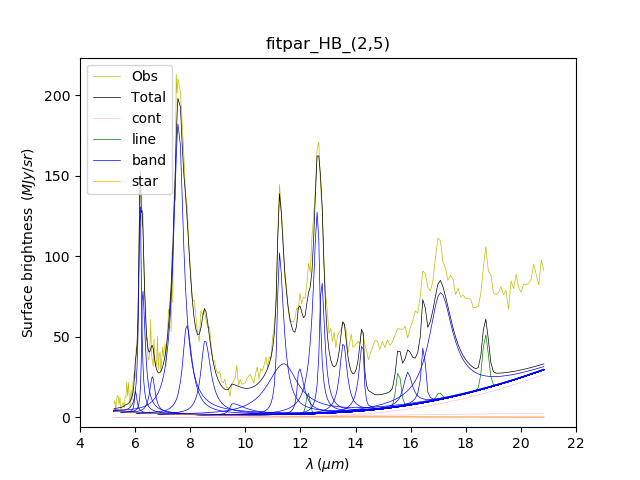 fitpar_HB_(2,5)
Obs
Total
cont
line
band
star
Surface brightness (MJy/sr)
0
50
100
150
200
4 6 8 10 12 14 16 18 20 22
λ (μm)